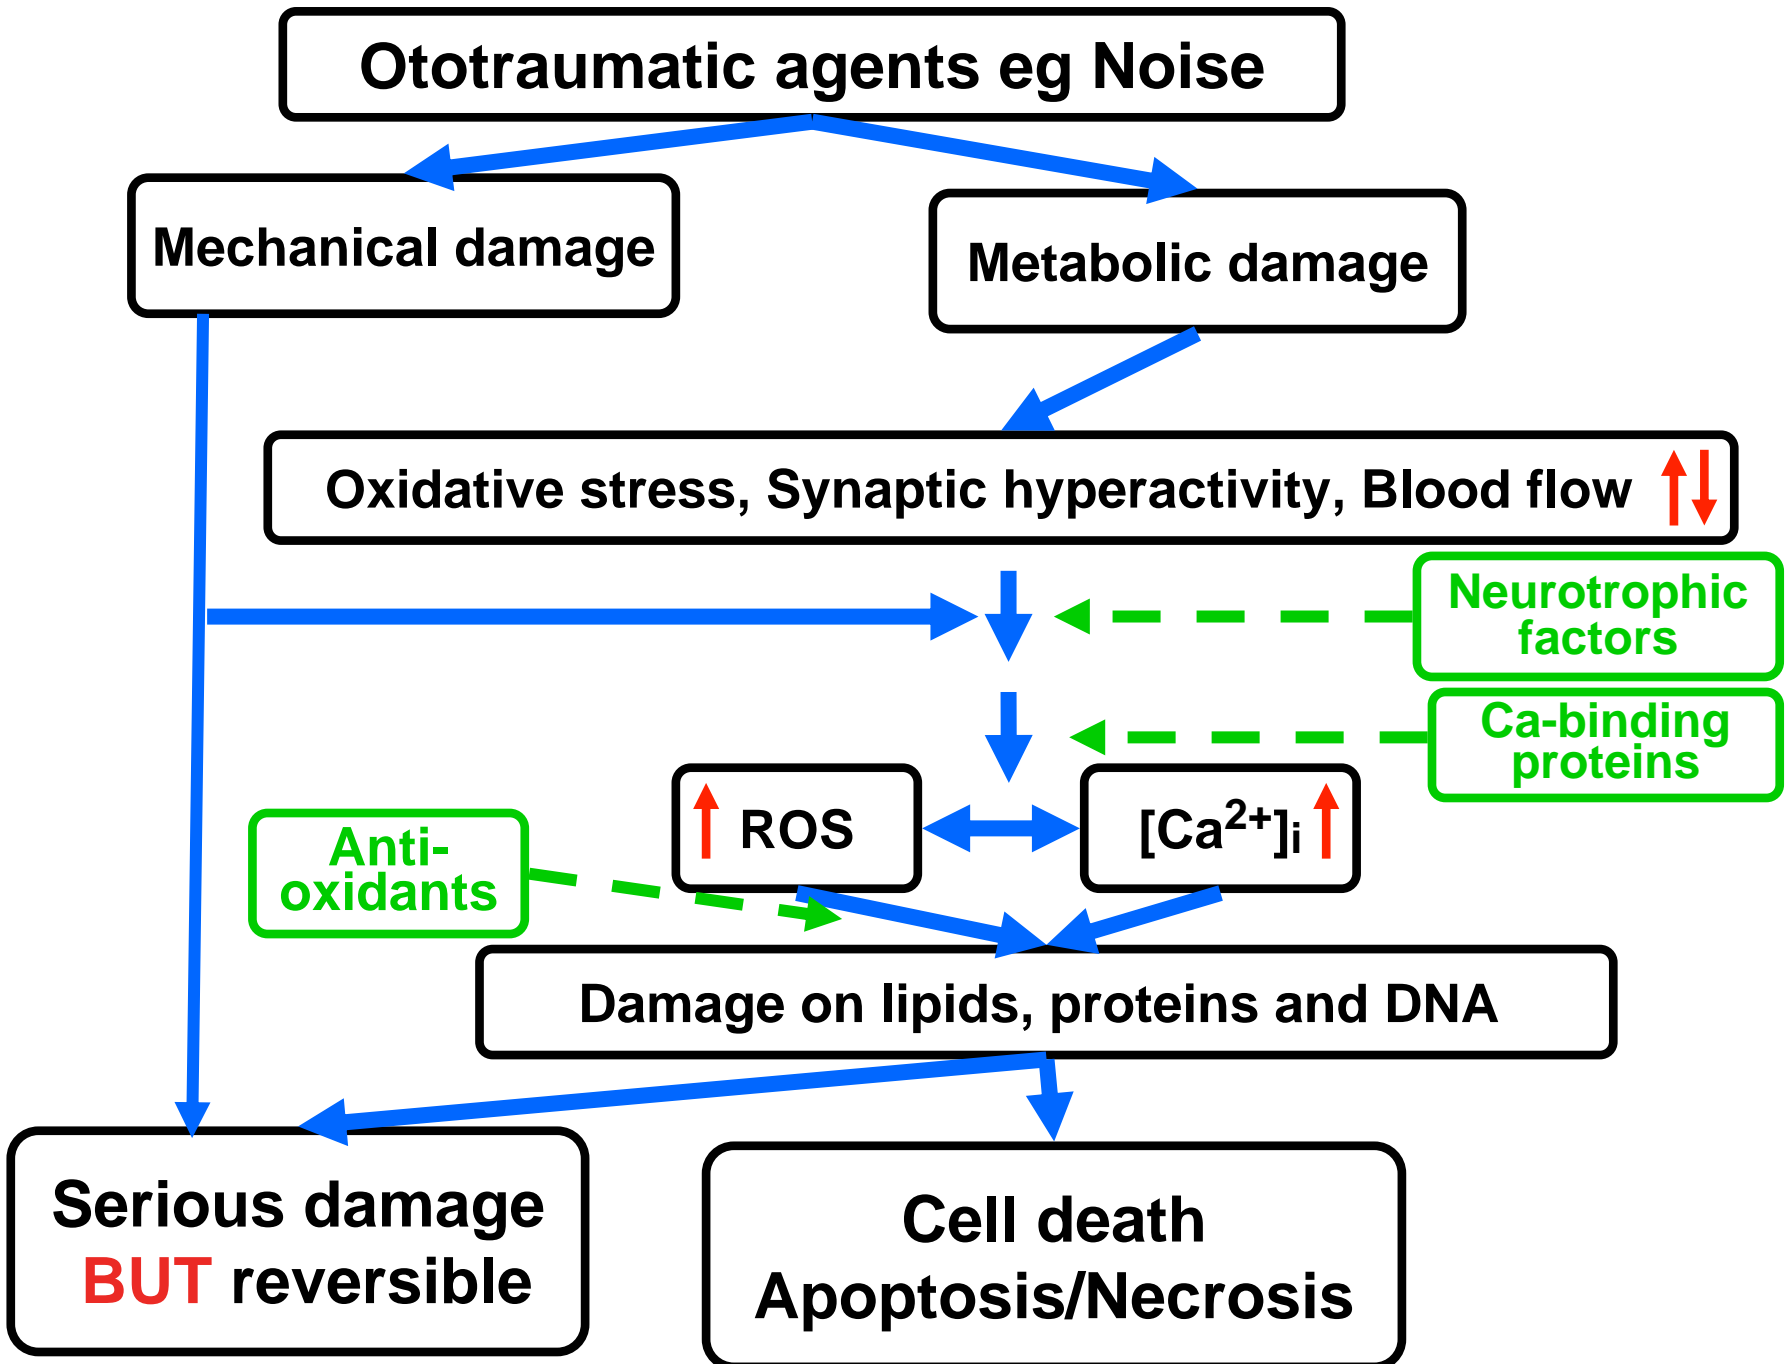 Ototraumatic agents eg Noise
Mechanical damage
Metabolic damage
Oxidative stress, Synaptic hyperactivity, Blood flow
Neurotrophic
factors
Ca-binding
proteins
ROS
[Ca²⁺]i
Anti-
oxidants
Damage on lipids, proteins and DNA
Serious damage
BUT reversible
Cell death
Apoptosis/Necrosis